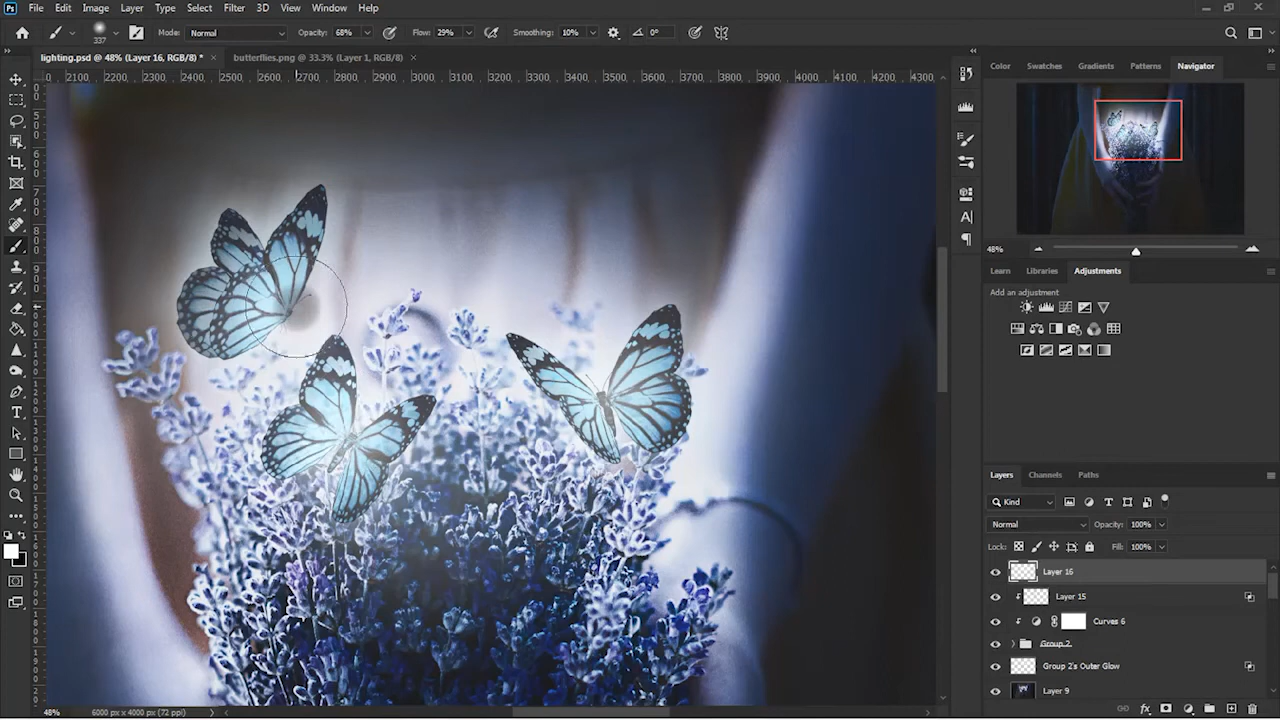 Ps File Edit Image Layer Type Select Filter 3D View Window Help
337 Mode: Normal Opacity: 68% Flow: 29% Smoothing: 10% 0°
lighting.psd @ 48% (Layer 16, RGB/8) * × butterflies.png @ 33.3% (Layer 1, RGB/8) ×
2100 2200 2300 2400 2500 2600 2700 2800 2900 3000 3100 3200 3300 3400 3500 3600 3700 3800 3900 4000 4100 4200 4300
Color Swatches Gradients Patterns Navigator
48%
Learn Libraries Adjustments
Add an adjustment
Layers Channels Paths
Kind
Normal Opacity: 100%
Lock: Fill: 100%
Layer 16
Layer 15
Curves 6
Group 2
Group 2's Outer Glow
Layer 9
48% 6000 px x 4000 px (72 ppi)